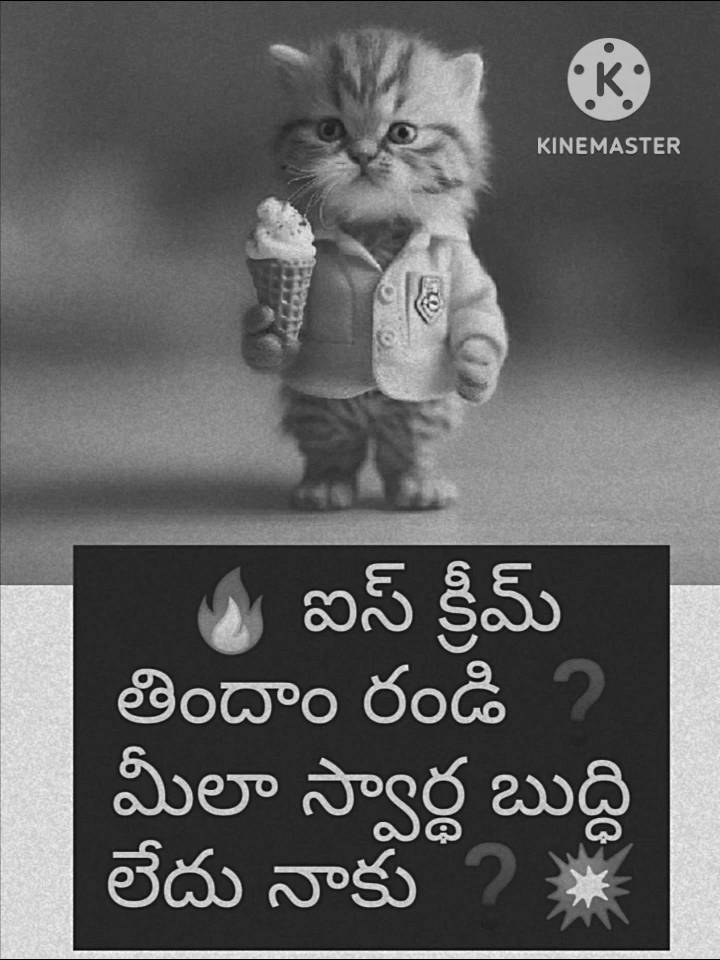 K
KINEMASTER
🔥 ఐస్ క్రీమ్
తిందాం రండి ❓
మీలా స్వార్థ బుద్ధి
లేదు నాకు ❓💥